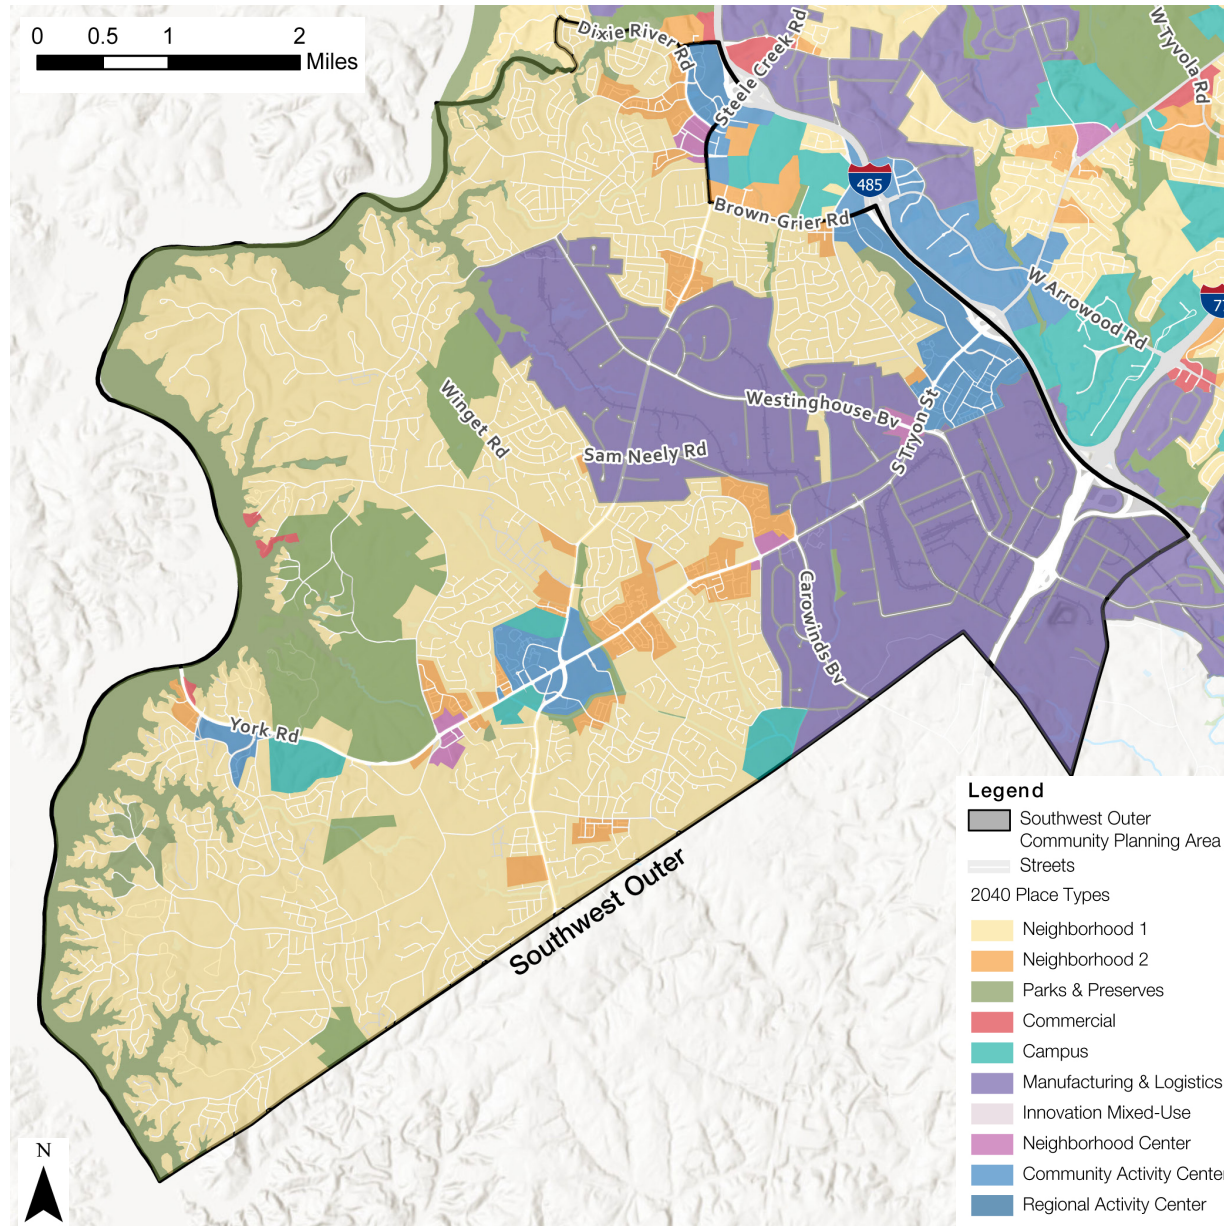 0 0.5 1 2
Miles
Dixie River Rd
Steele Creek Rd
W Tyvola Rd
485
Brown-Grier Rd
W Arrowood Rd
77
Winget Rd
Westinghouse Bv
S Tryon St
Sam Neely Rd
Carowinds Bv
York Rd
Southwest Outer
Legend
Southwest Outer
Community Planning Area
Streets
2040 Place Types
Neighborhood 1
Neighborhood 2
Parks & Preserves
Commercial
Campus
Manufacturing & Logistics
Innovation Mixed-Use
Neighborhood Center
Community Activity Center
Regional Activity Center
N